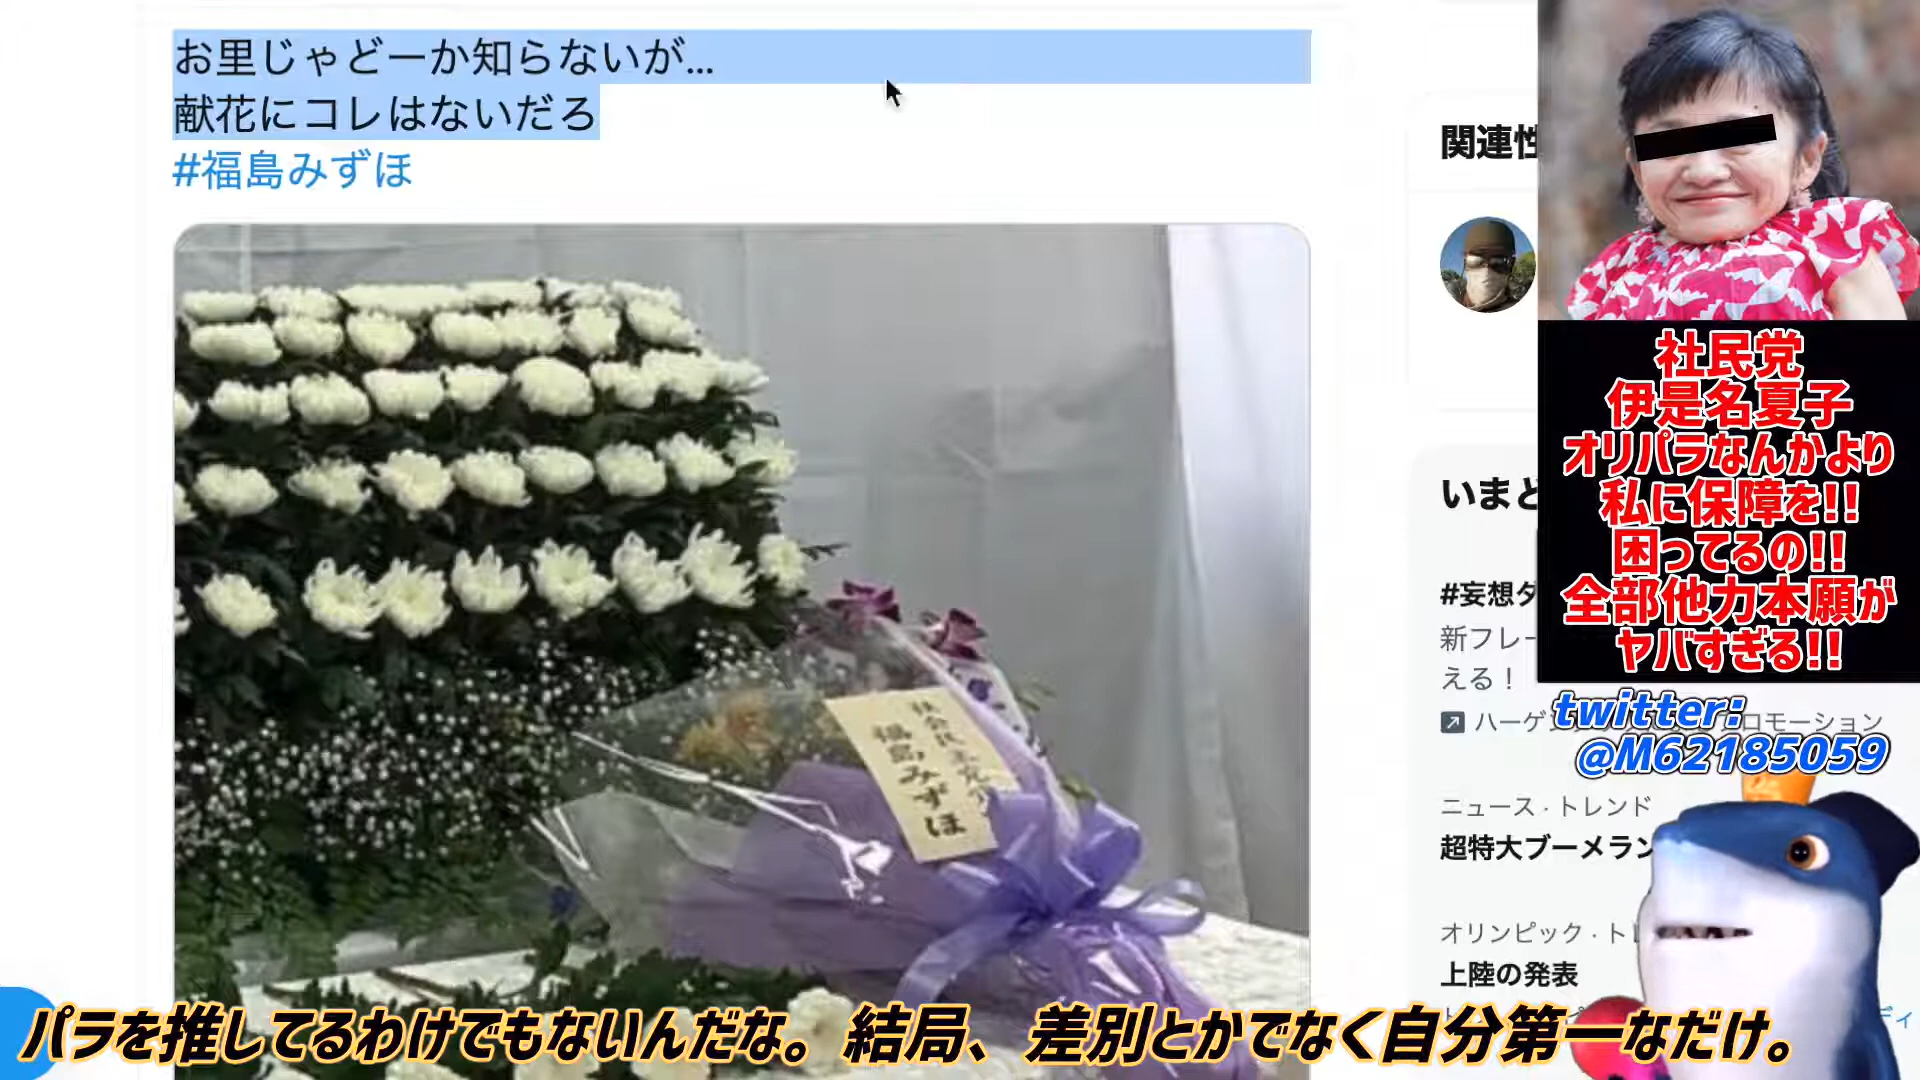 お里じゃどーか知らないが...
献花にコレはないだろ
#福島みずほ
福島みずほ
関連性
いまど
#妄想タ
新フレー
える！
ハーゲ
ロモーション
ニュース · トレンド
超特大ブーメラン
オリンピック · トレ
上陸の発表
社民党
伊是名夏子
オリパラなんかより
私に保障を!!
困ってるの!!
全部他力本願が
ヤバすぎる!!
twitter:
@M62185059
パラを推してるわけでもないんだな。結局、差別とかでなく自分第一なだけ。